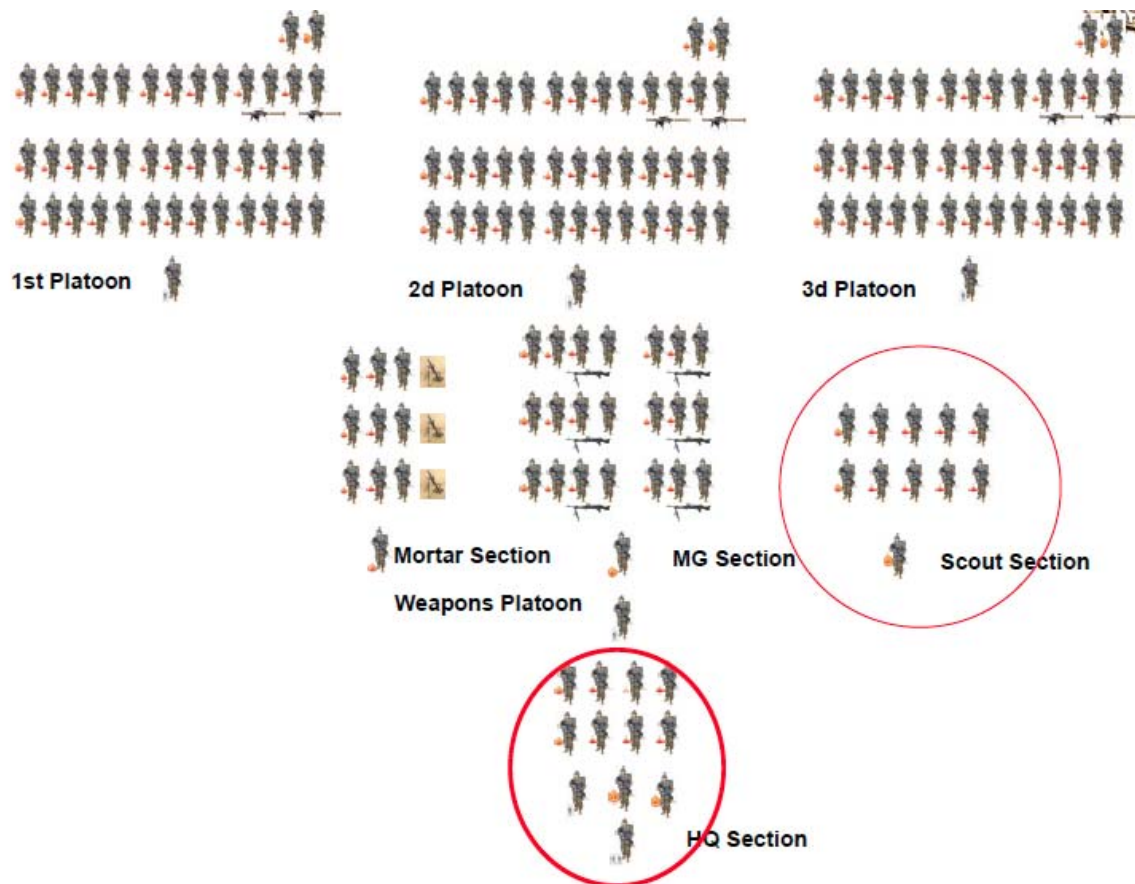 1st Platoon
2d Platoon
3d Platoon
Mortar Section
MG Section
Scout Section
Weapons Platoon
HQ Section